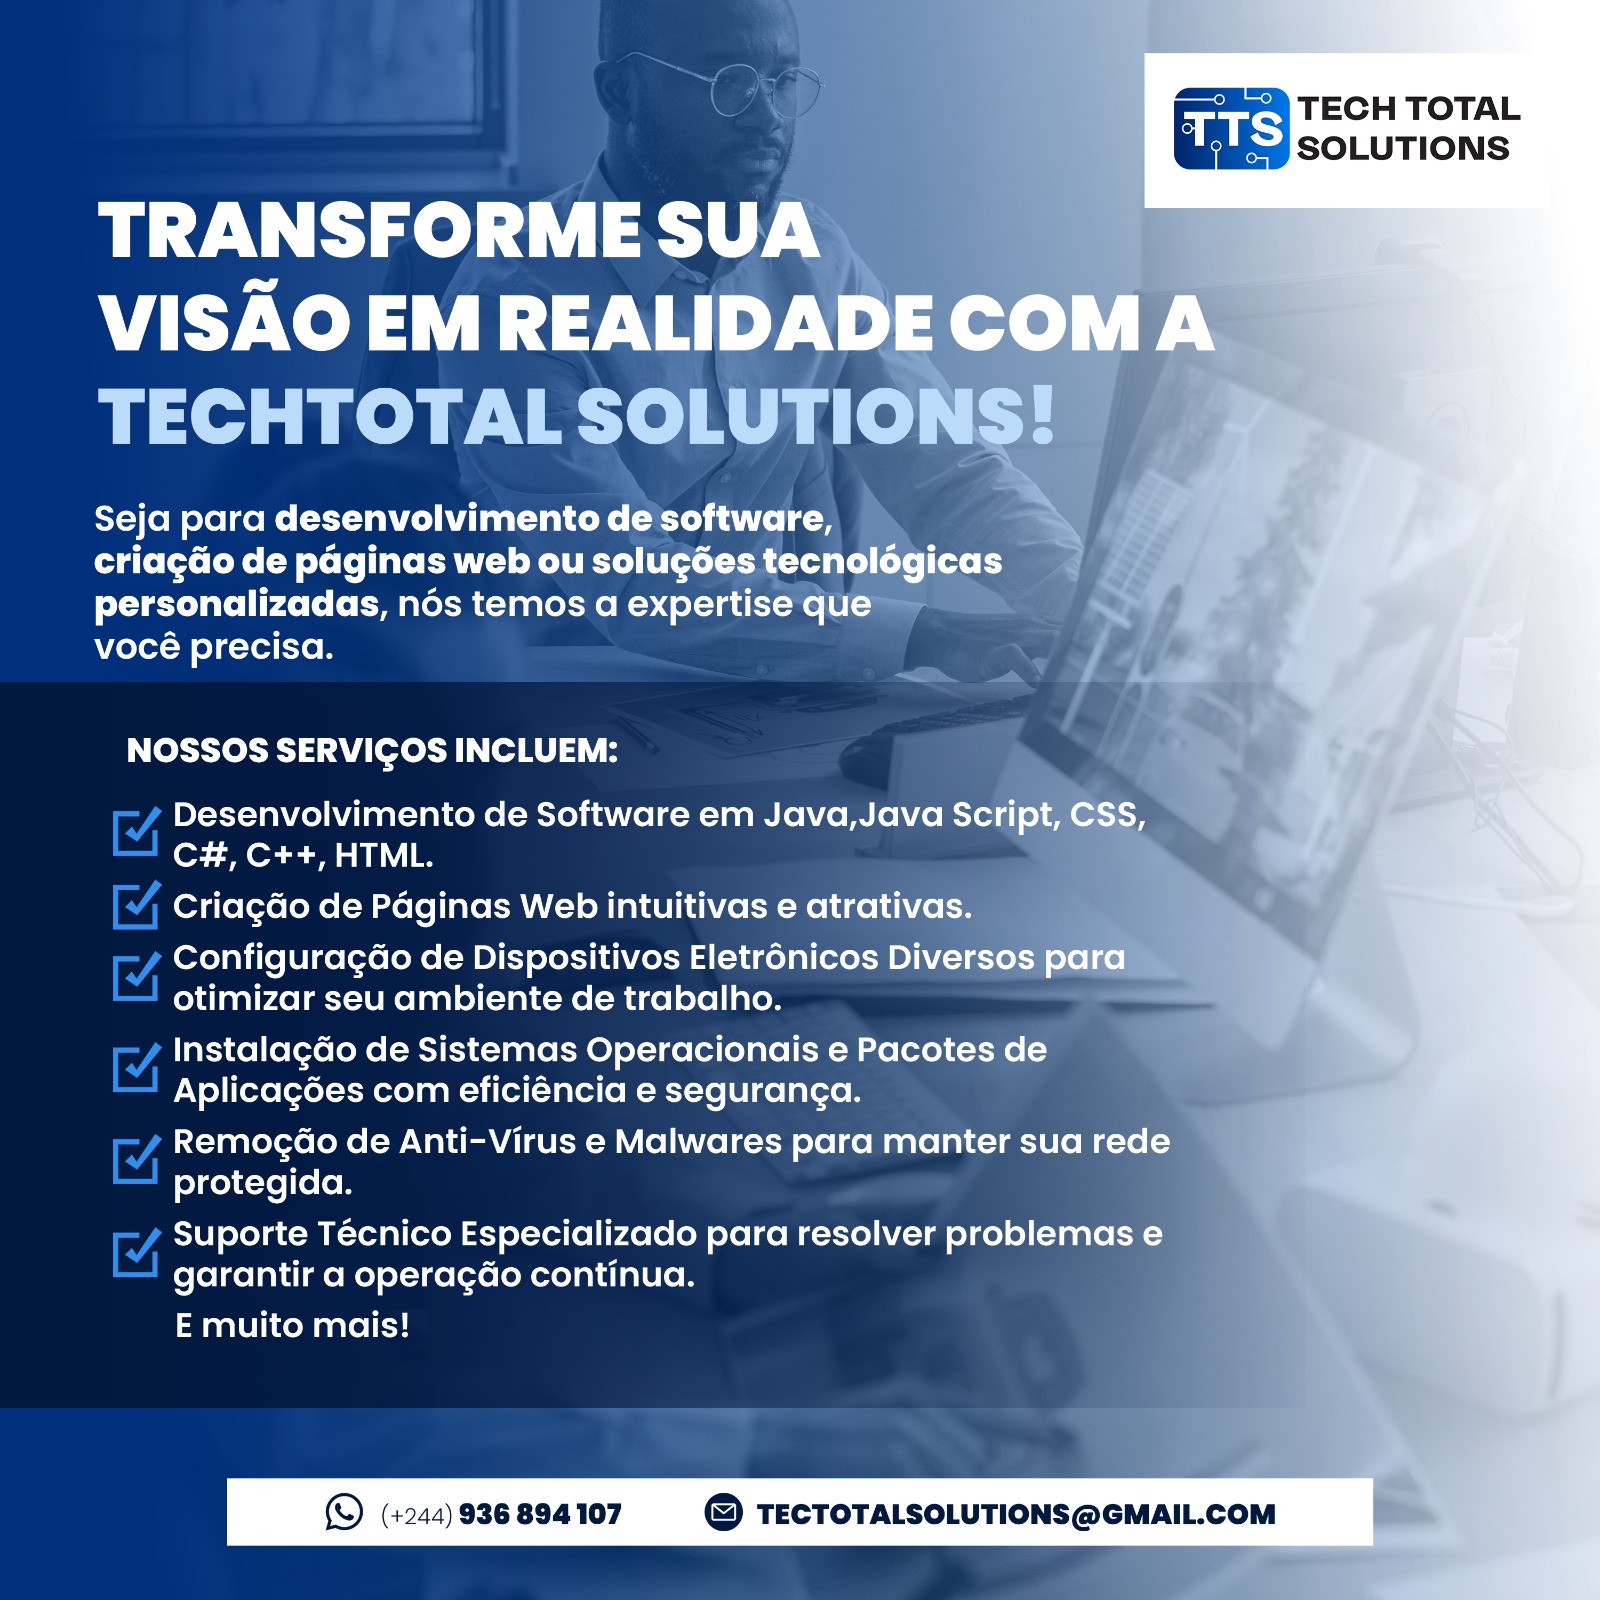 TTS TECH TOTAL
SOLUTIONS
TRANSFORME SUA
VISÃO EM REALIDADE COM A
TECHTOTAL SOLUTIONS!
Seja para desenvolvimento de software,
criação de páginas web ou soluções tecnológicas
personalizadas, nós temos a expertise que
você precisa.
NOSSOS SERVIÇOS INCLUEM:
Desenvolvimento de Software em Java,Java Script, CSS,
C#, C++, HTML.
Criação de Páginas Web intuitivas e atrativas.
Configuração de Dispositivos Eletrônicos Diversos para
otimizar seu ambiente de trabalho.
Instalação de Sistemas Operacionais e Pacotes de
Aplicações com eficiência e segurança.
Remoção de Anti-Vírus e Malwares para manter sua rede
protegida.
Suporte Técnico Especializado para resolver problemas e
garantir a operação contínua.
E muito mais!
(+244) 936 894 107 TECTOTALSOLUTIONS@GMAIL.COM